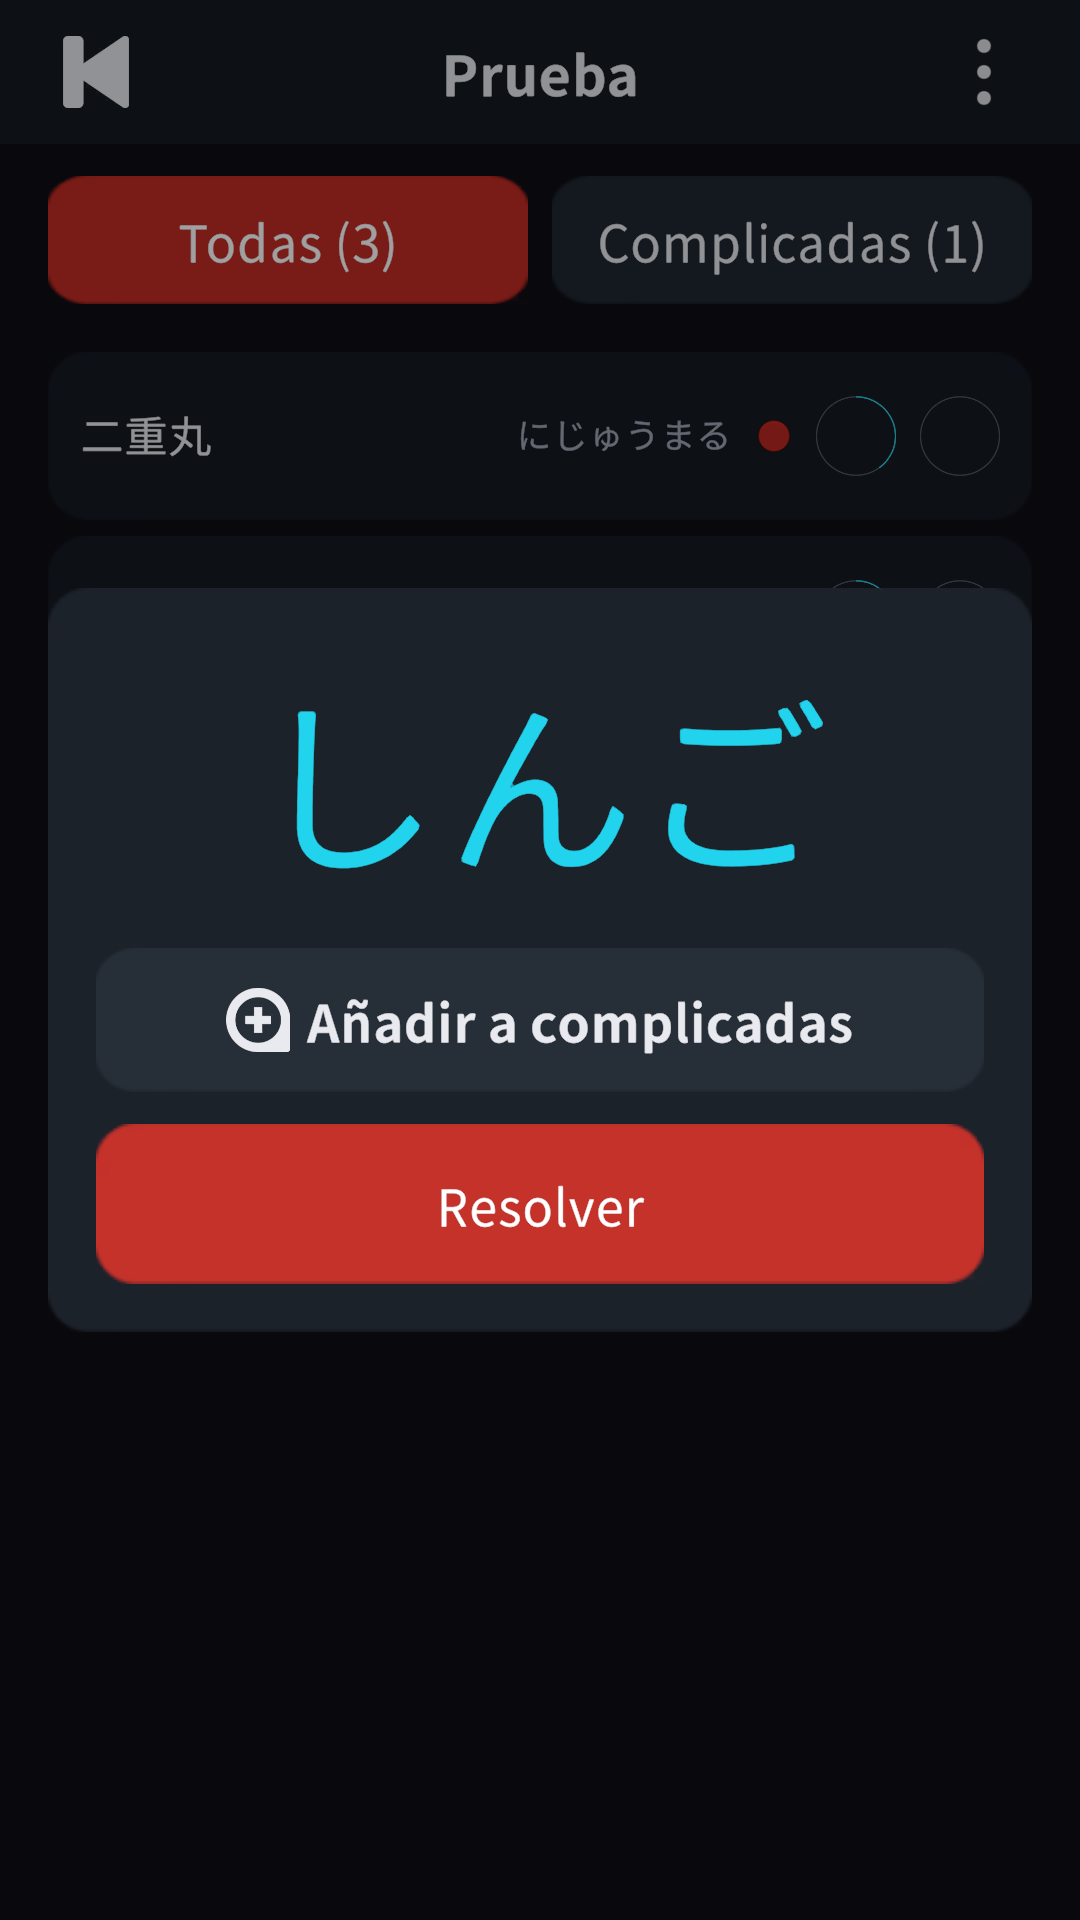 Prueba
Todas (3)
Complicadas (1)
二重丸 にじゅうまる
しんご
Añadir a complicadas
Resolver